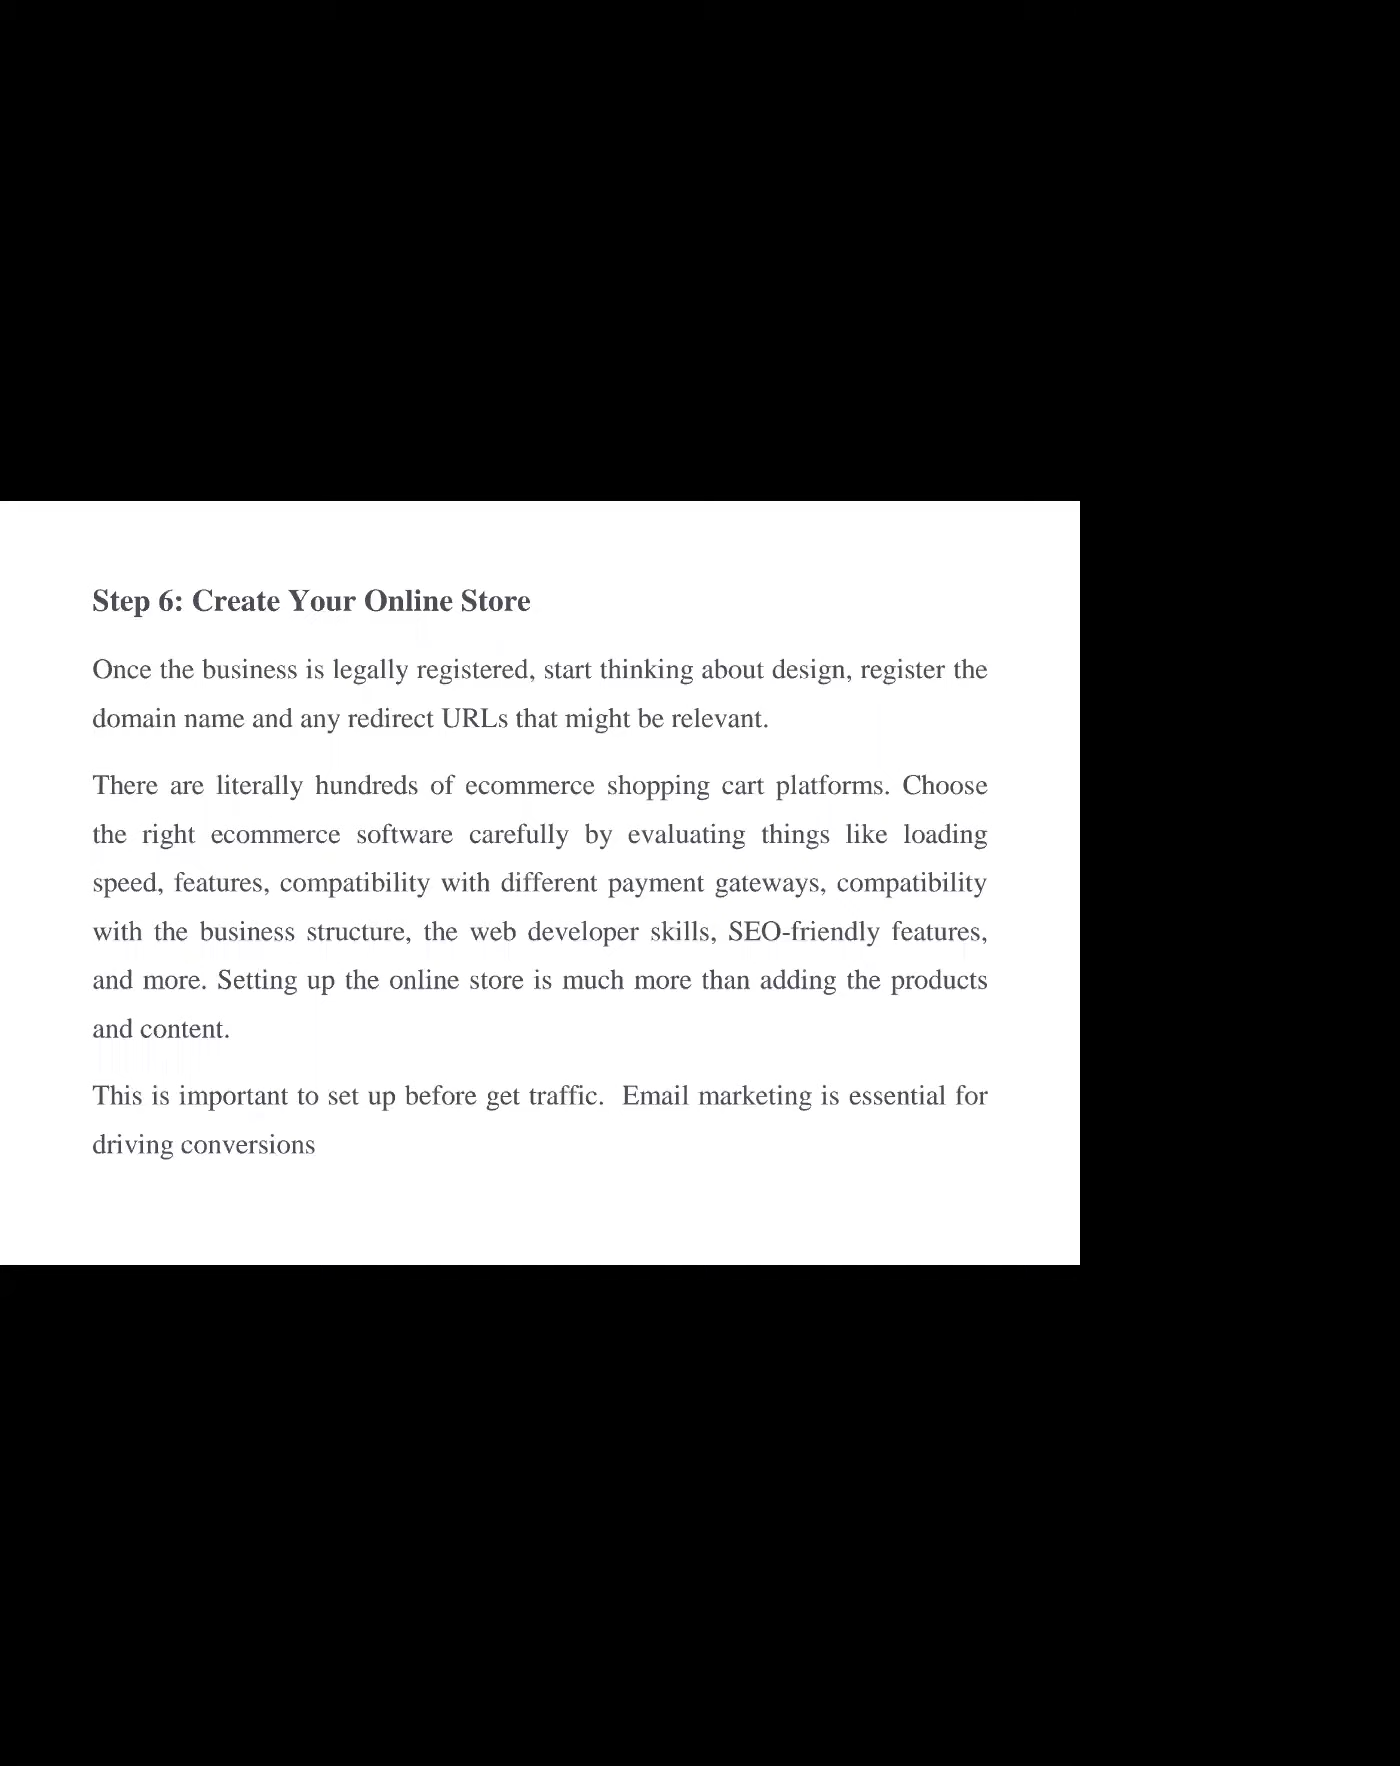 Step 6: Create Your Online Store
Once the business is legally registered, start thinking about design, register the
domain name and any redirect URLs that might be relevant.
There are literally hundreds of ecommerce shopping cart platforms. Choose
the right ecommerce software carefully by evaluating things like loading
speed, features, compatibility with different payment gateways, compatibility
with the business structure, the web developer skills, SEO-friendly features,
and more. Setting up the online store is much more than adding the products
and content.
This is important to set up before get traffic.  Email marketing is essential for
driving conversions